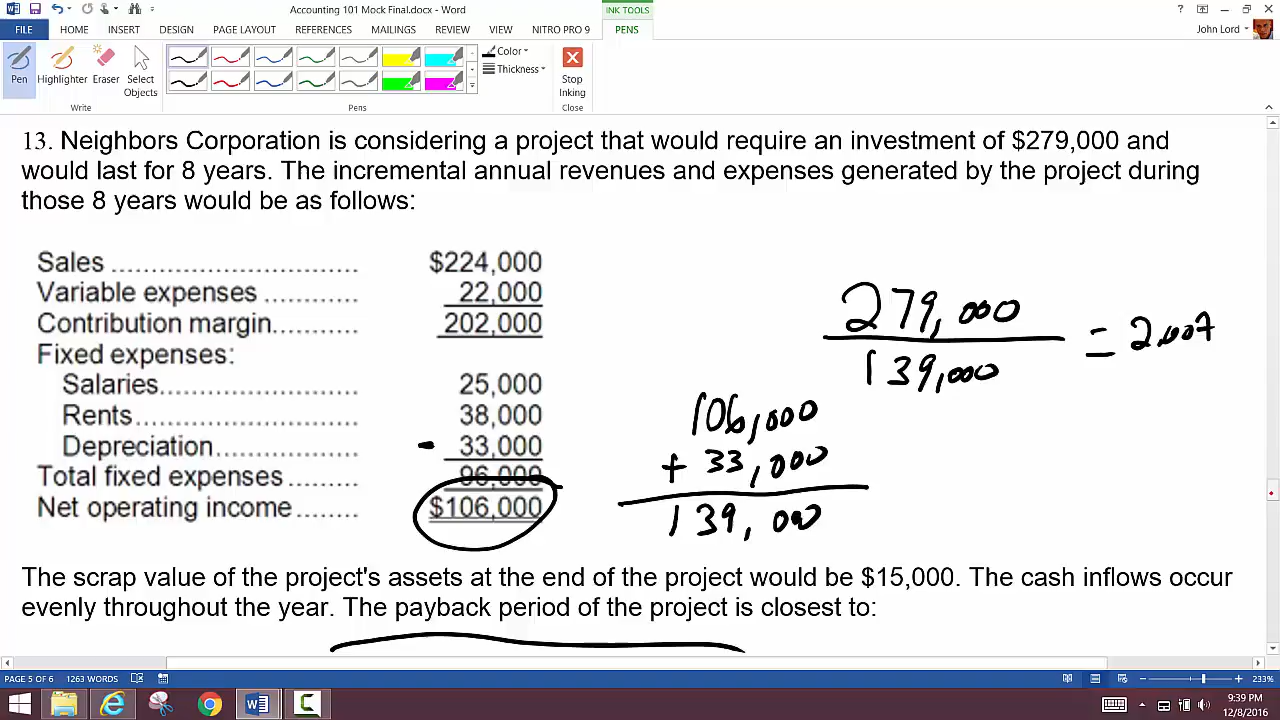 Accounting 101 Mock Final.docx - Word
INK TOOLS
?
FILE HOME INSERT DESIGN PAGE LAYOUT REFERENCES MAILINGS REVIEW VIEW NITRO PRO 9 PENS
John Lord
Pen Highlighter Eraser Select Objects
Color
Thickness
Stop Inking
Write Pens Close
13. Neighbors Corporation is considering a project that would require an investment of $279,000 and
would last for 8 years. The incremental annual revenues and expenses generated by the project during
those 8 years would be as follows:
Sales .............................. $224,000
Variable expenses ............ 22,000
Contribution margin........... 202,000
Fixed expenses:
Salaries........................... 25,000
Rents.............................. 38,000
Depreciation................... - 33,000
Total fixed expenses ......... 96,000
Net operating income ........ $106,000
279,000
139,000
= 2.007
106,000
+ 33,000
139,000
The scrap value of the project's assets at the end of the project would be $15,000. The cash inflows occur
evenly throughout the year. The payback period of the project is closest to:
PAGE 5 OF 6 1263 WORDS 233%
9:39 PM
12/8/2016